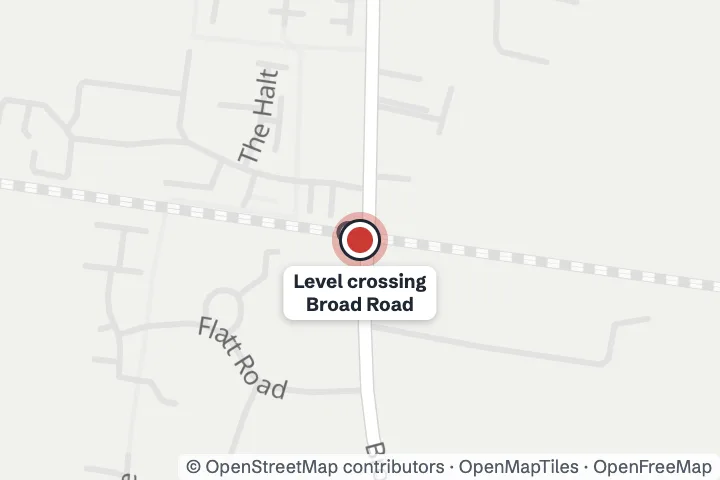 The Halt
Level crossing
Broad Road
Flatt Road
© OpenStreetMap contributors · OpenMapTiles · OpenFreeMap